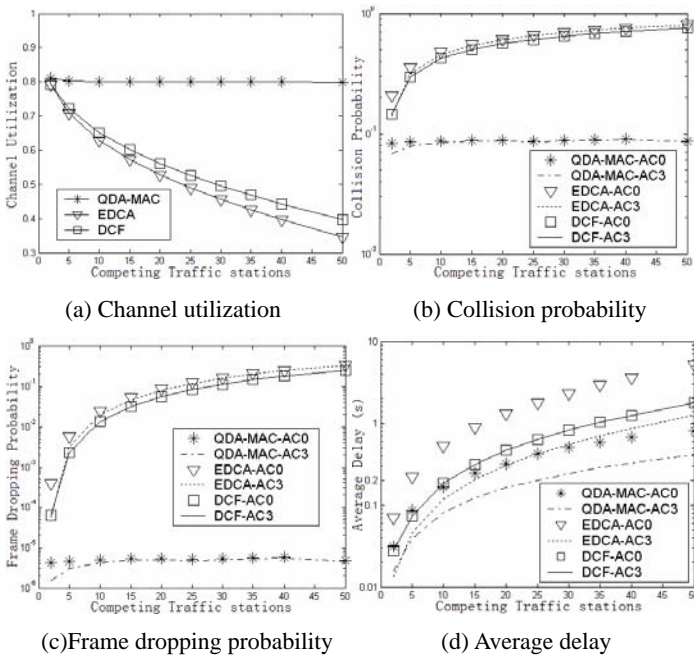 Channel Utilization
0.9
0.8
0.7
0.6
0.5
0.4
0.3
QDA-MAC
EDCA
DCF
0 5 10 15 20 25 30 35 40 45 50
Competing Traffic stations
(a) Channel utilization
Collision Probability
10^0
10^-1
10^-2
QDA-MAC-AC0
QDA-MAC-AC3
EDCA-AC0
EDCA-AC3
DCF-AC0
DCF-AC3
0 5 10 15 20 25 30 35 40 45 50
Competing Traffic stations
(b) Collision probability
Frame Dropping Probability
10^0
10^-1
10^-2
10^-3
10^-4
10^-5
10^-6
QDA-MAC-AC0
QDA-MAC-AC3
EDCA-AC0
EDCA-AC3
DCF-AC0
DCF-AC3
0 5 10 15 20 25 30 35 40 45 50
Competing Traffic stations
(c)Frame dropping probability
Average Delay (s)
5
2
1
0.2
0.1
0.01
QDA-MAC-AC0
QDA-MAC-AC3
EDCA-AC0
EDCA-AC3
DCF-AC0
DCF-AC3
0 5 10 15 20 25 30 35 40 45 50
Competing Traffic stations
(d) Average delay